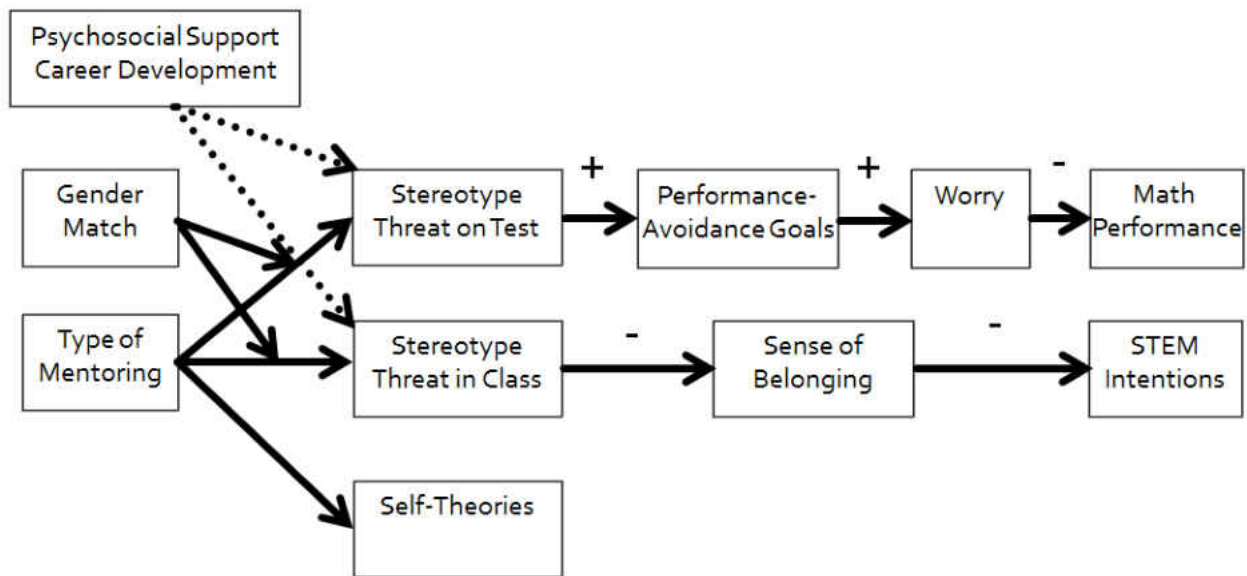 Psychosocial Support
Career Development
Gender
Match
Stereotype
Threat on Test
+
Performance-
Avoidance Goals
+
Worry
-
Math
Performance
Type of
Mentoring
Stereotype
Threat in Class
-
Sense of
Belonging
-
STEM
Intentions
Self-Theories